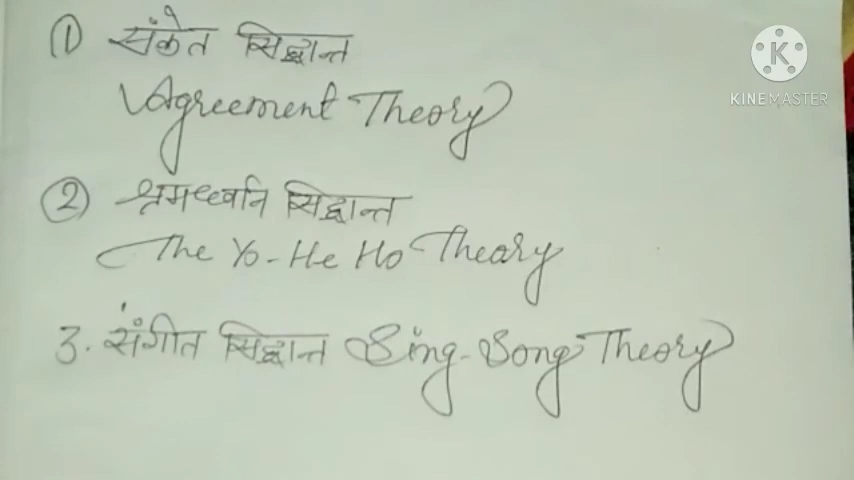 ① संकेत सिद्धान्त
Agreement Theory
② श्रमध्वनि सिद्धान्त
The Yo-He Ho Theory
3. संगीत सिद्धान्त Sing-Song Theory
K
KINEMASTER